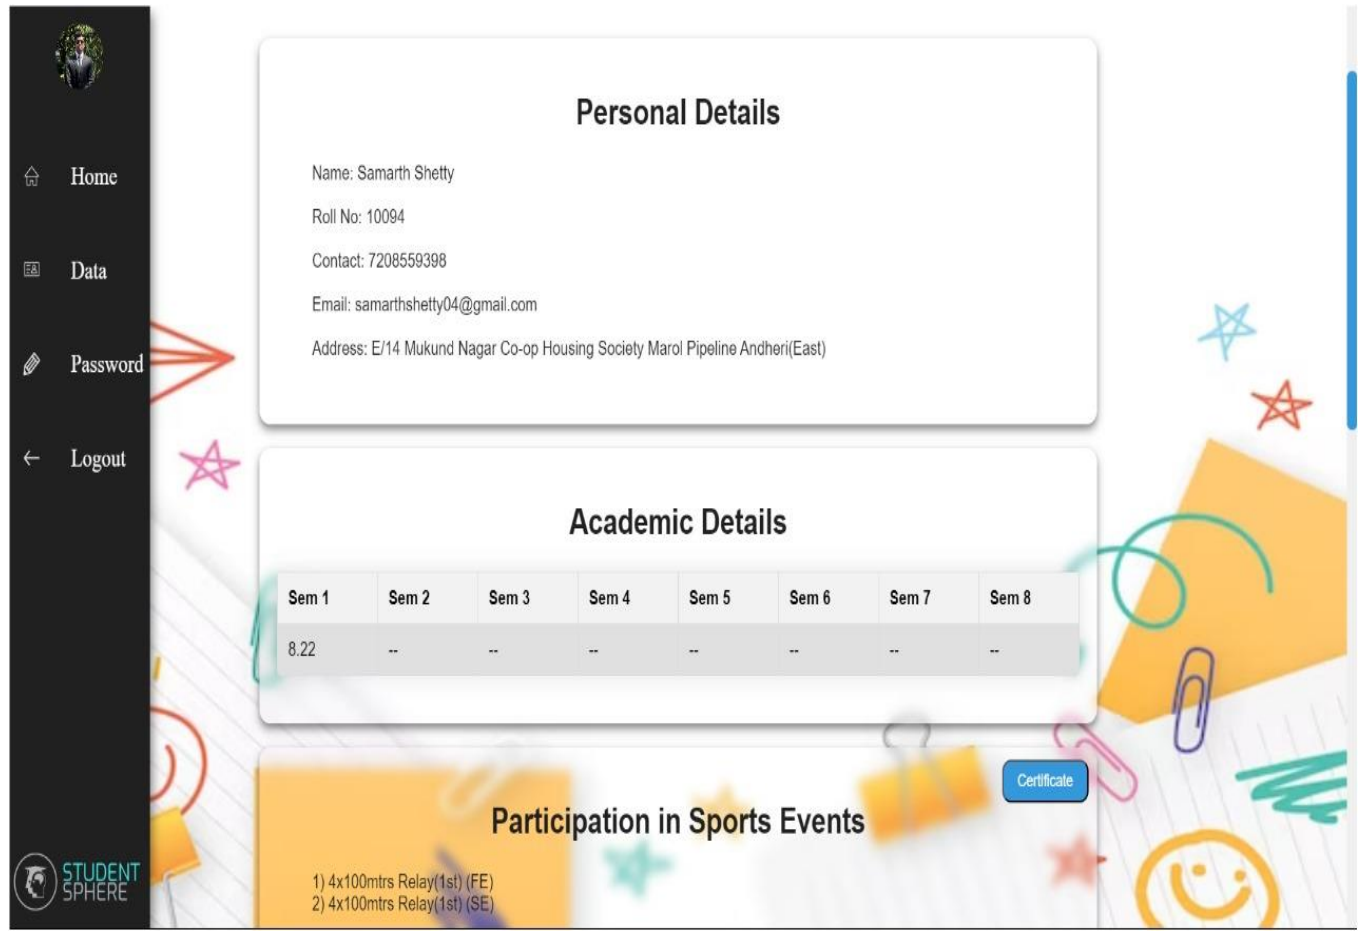 Home
Data
Password
Logout
STUDENT
SPHERE
Personal Details
Name: Samarth Shetty
Roll No: 10094
Contact: 7208559398
Email: samarthshetty04@gmail.com
Address: E/14 Mukund Nagar Co-op Housing Society Marol Pipeline Andheri(East)
Academic Details
Sem 1 Sem 2 Sem 3 Sem 4 Sem 5 Sem 6 Sem 7 Sem 8
8.22 -- -- -- -- -- -- --
Certificate
Participation in Sports Events
1) 4x100mtrs Relay(1st) (FE)
2) 4x100mtrs Relay(1st) (SE)